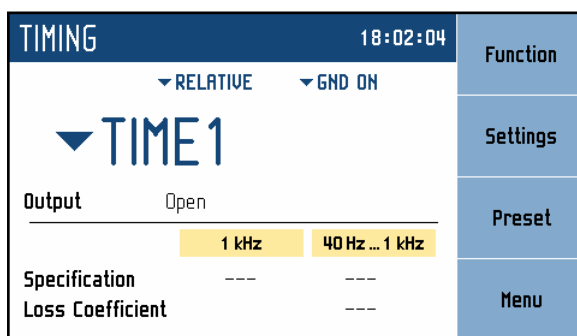 TIMING 18:02:04
RELATIVE GND ON
TIME1
Output Open
1 kHz 40 Hz ... 1 kHz
Specification --- ---
Loss Coefficient ---
Function
Settings
Preset
Menu